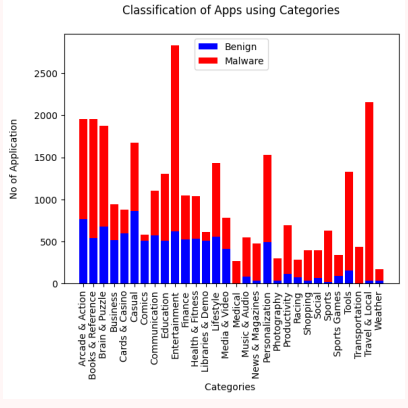 Classification of Apps using Categories
Benign
Malware
No of Application
2500
2000
1500
1000
500
0
Arcade & Action
Books & Reference
Brain & Puzzle
Business
Cards & Casino
Casual
Comics
Communication
Education
Entertainment
Finance
Health & Fitness
Libraries & Demo
Lifestyle
Media & Video
Medical
Music & Audio
News & Magazines
Personalization
Photography
Productivity
Racing
Shopping
Social
Sports
Sports Games
Tools
Transportation
Travel & Local
Weather
Categories